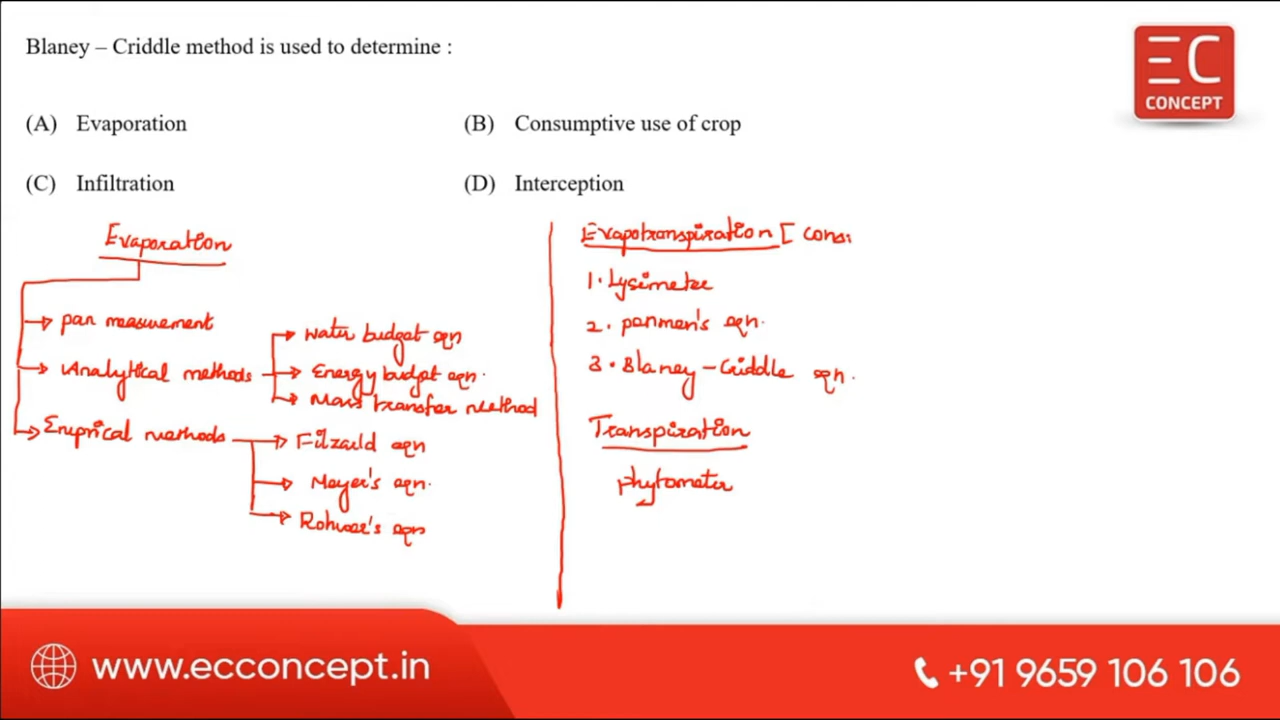 Blaney – Criddle method is used to determine :
EC
CONCEPT
(A) Evaporation
(B) Consumptive use of crop
(C) Infiltration
(D) Interception
Evaporation
pan measurement
Analytical methods
Water budget eqn
Energy budget eqn.
Mass transfer method
Emprical methods
eqn
Meyer's eqn.
Rohwer's eqn
Evapotranspiration [ cons
1. Lysimeter
2. penman's eqn.
3. Blaney - Criddle eqn.
Transpiration
phytometer
www.ecconcept.in
+91 9659 106 106